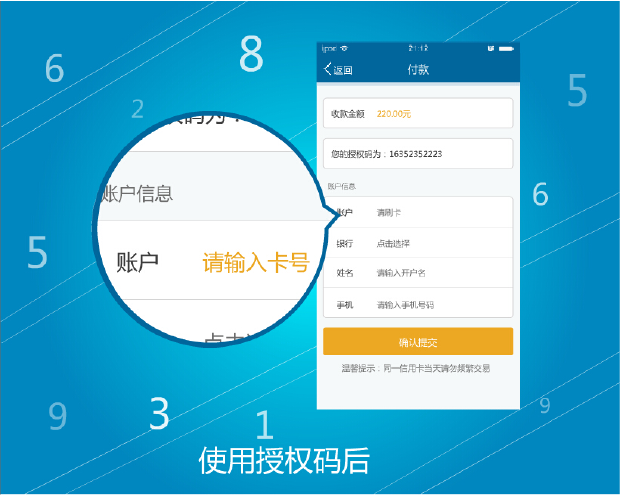 8
6
2
5
6
5
9
3
1
9
ipod 21:12
返回 付款
收款金额 220.00元
您的授权码为：16352352223
账户信息
账户 请刷卡
银行 点击选择
姓名 请输入开户名
手机 请输入手机号码
确认提交
温馨提示：同一信用卡当天请勿频繁交易
权码为：
账户信息
账户 请输入卡号
使用授权码后